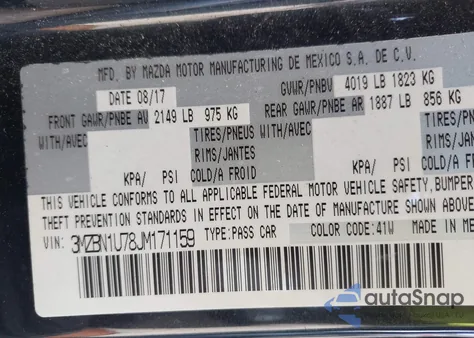 MFD. BY MAZDA MOTOR MANUFACTURING DE MEXICO S.A. DE C.V.
DATE 08/17 GVWR/PNBV 4019 LB 1823 KG
FRONT GAWR/PNBE AV 2149 LB 975 KG REAR GAWR/PNBE AR 1887 LB 856 KG
WITH/AVEC TIRES/PNEUS WITH/AVEC TIRES/PNEUS
RIMS/JANTES RIMS/JANTES
KPA/ PSI COLD/A FROID KPA/ PSI COLD/A FROID
THIS VEHICLE CONFORMS TO ALL APPLICABLE FEDERAL MOTOR VEHICLE SAFETY, BUMPER
THEFT PREVENTION STANDARDS IN EFFECT ON THE DATE OF MANUFACTURE SHOWN ABOVE
VIN: 3MZBN1U78JM171159 TYPE:PASS CAR COLOR CODE:41W
autoSnap